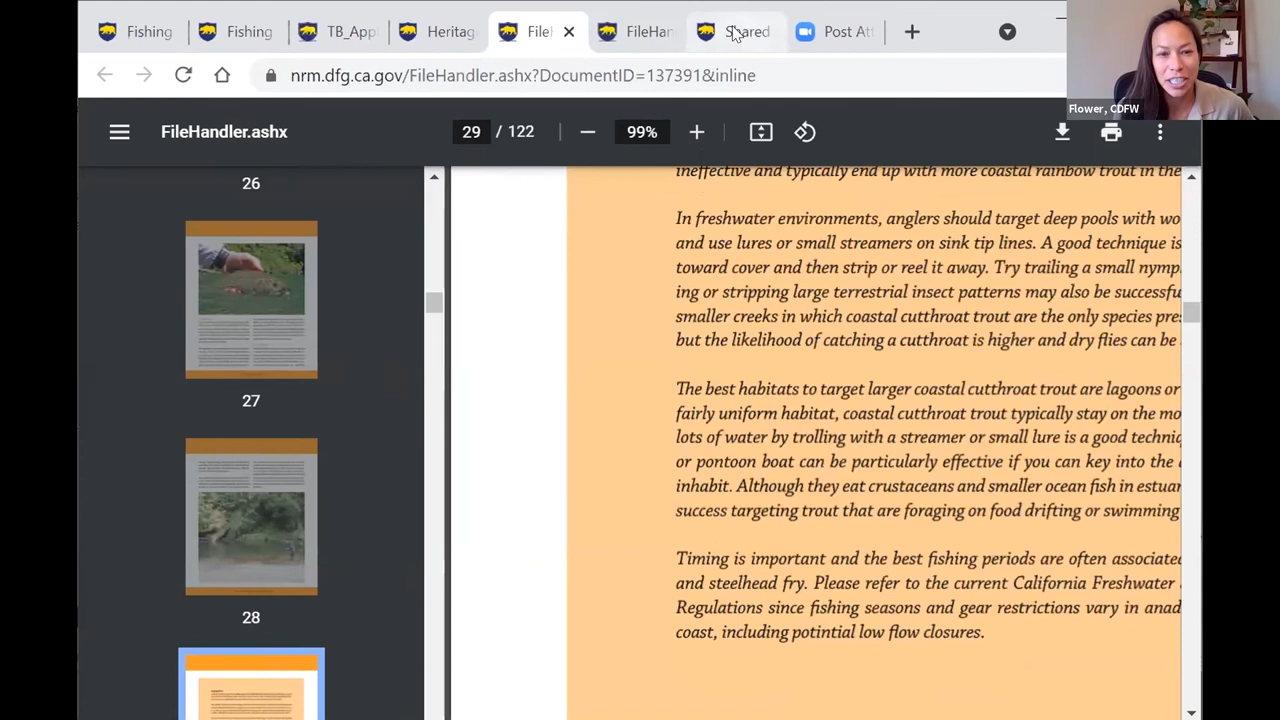 Fishing
Fishing
TB_Appl
Heritag
Fil
FileHan
Shared
Post Att
nrm.dfg.ca.gov/FileHandler.ashx?DocumentID=137391&inline
Flower, CDFW
FileHandler.ashx
29 / 122
99%
26
27
28
ineffective and typically end up with more coastal rainbow trout in the
In freshwater environments, anglers should target deep pools with wo
and use lures or small streamers on sink tip lines. A good technique is
toward cover and then strip or reel it away. Try trailing a small nymp
ing or stripping large terrestrial insect patterns may also be successfu
smaller creeks in which coastal cutthroat trout are the only species pres
but the likelihood of catching a cutthroat is higher and dry flies can be
The best habitats to target larger coastal cutthroat trout are lagoons or
fairly uniform habitat, coastal cutthroat trout typically stay on the mo
lots of water by trolling with a streamer or small lure is a good techniq
or pontoon boat can be particularly effective if you can key into the
inhabit. Although they eat crustaceans and smaller ocean fish in estuar
success targeting trout that are foraging on food drifting or swimming
Timing is important and the best fishing periods are often associated
and steelhead fry. Please refer to the current California Freshwater
Regulations since fishing seasons and gear restrictions vary in anad
coast, including potintial low flow closures.